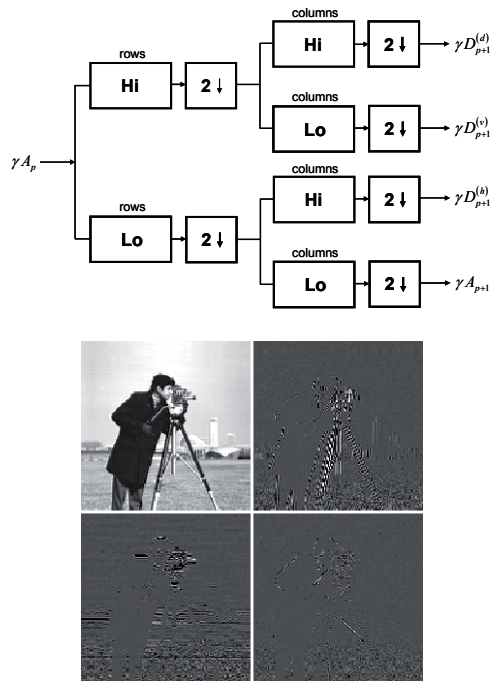 columns
Hi
2↓
γD_{p+1}^{(d)}
rows
Hi
2↓
columns
Lo
2↓
γD_{p+1}^{(v)}
γA_p
columns
Hi
2↓
γD_{p+1}^{(h)}
rows
Lo
2↓
columns
Lo
2↓
γA_{p+1}